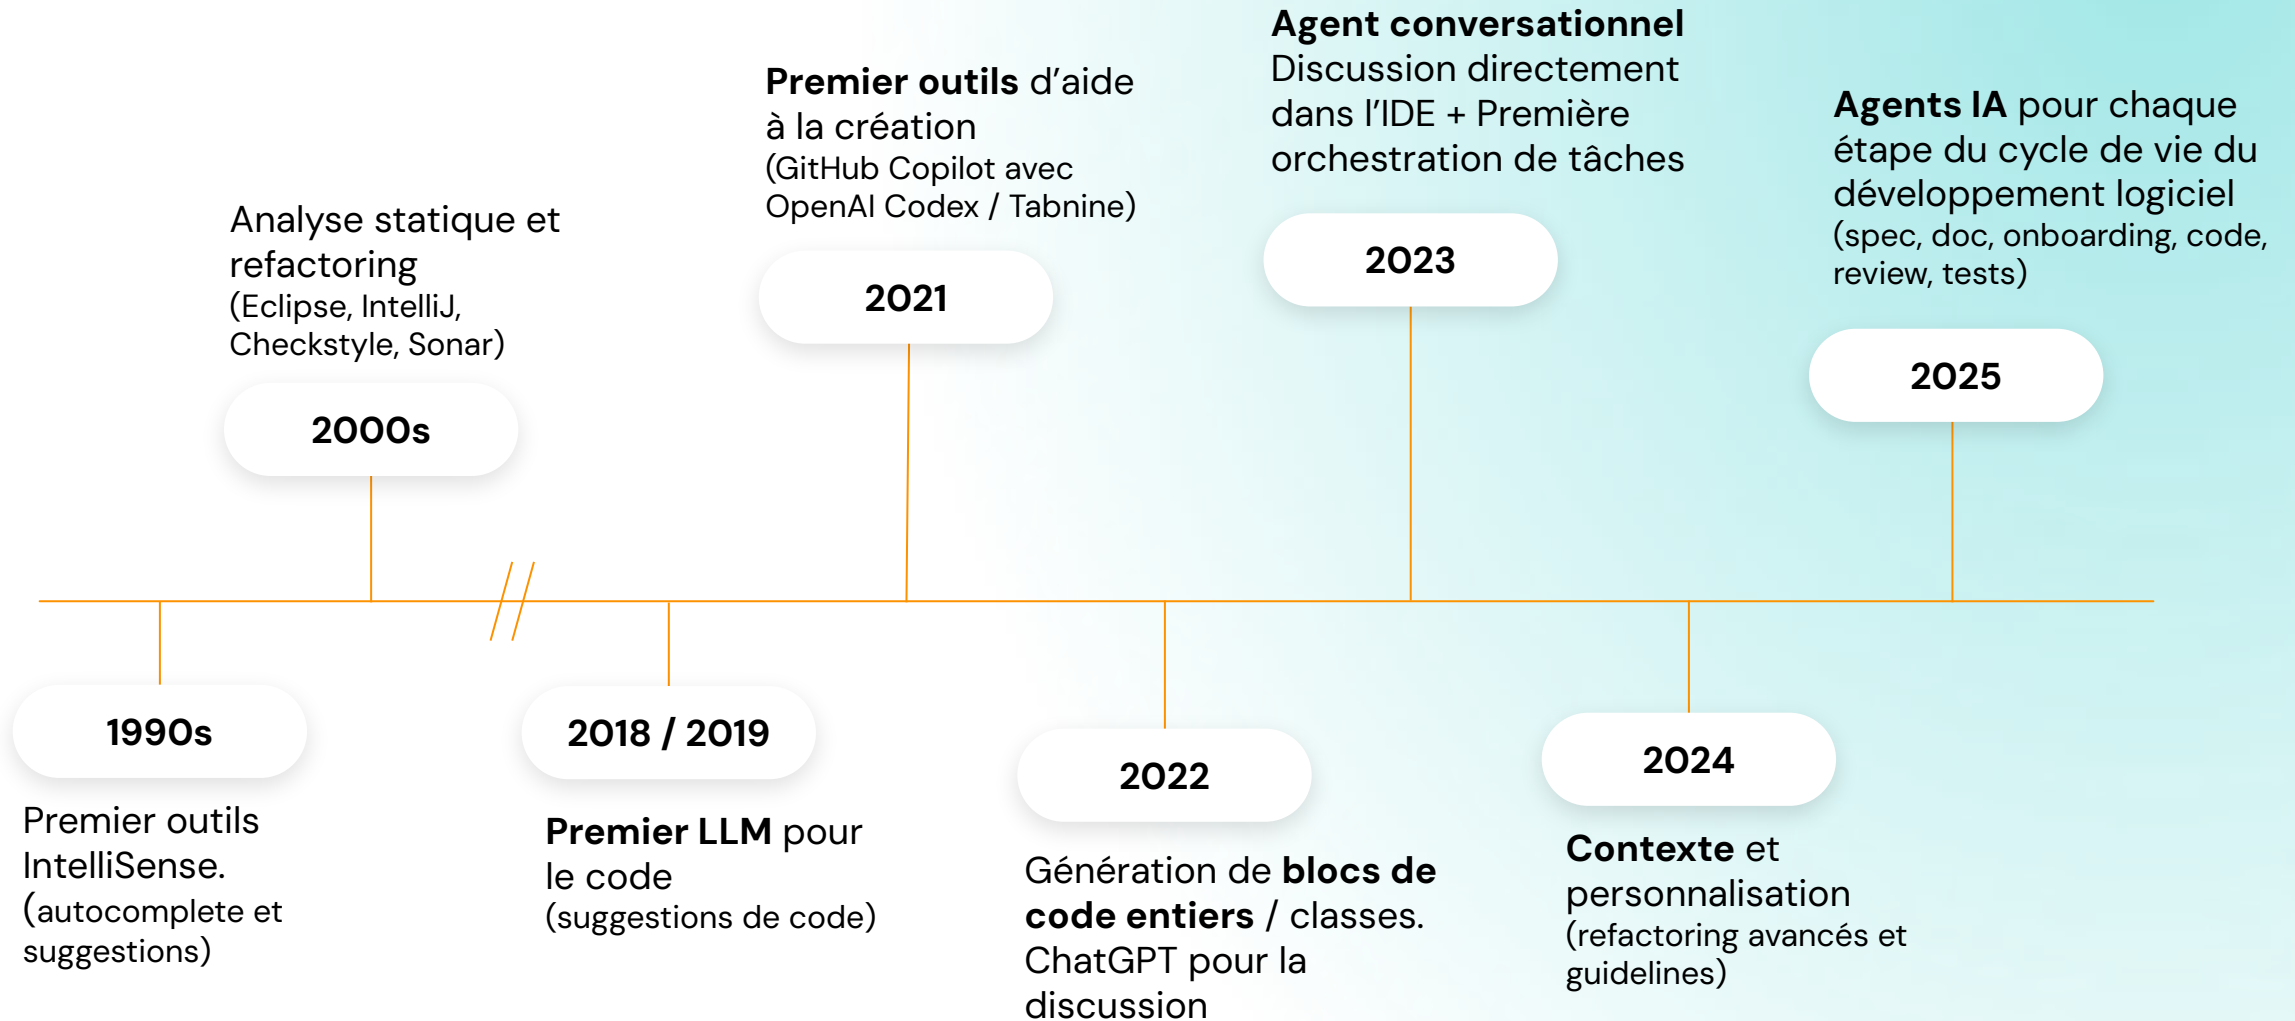 1990s
Premier outils
IntelliSense.
(autocomplete et
suggestions)
Analyse statique et
refactoring
(Eclipse, IntelliJ,
Checkstyle, Sonar)
2000s
2018 / 2019
Premier LLM pour
le code
(suggestions de code)
Premier outils d’aide
à la création
(GitHub Copilot avec
OpenAI Codex / Tabnine)
2021
2022
Génération de blocs de
code entiers / classes.
ChatGPT pour la
discussion
Agent conversationnel
Discussion directement
dans l’IDE + Première
orchestration de tâches
2023
2024
Contexte et
personnalisation
(refactoring avancés et
guidelines)
Agents IA pour chaque
étape du cycle de vie du
développement logiciel
(spec, doc, onboarding, code,
review, tests)
2025